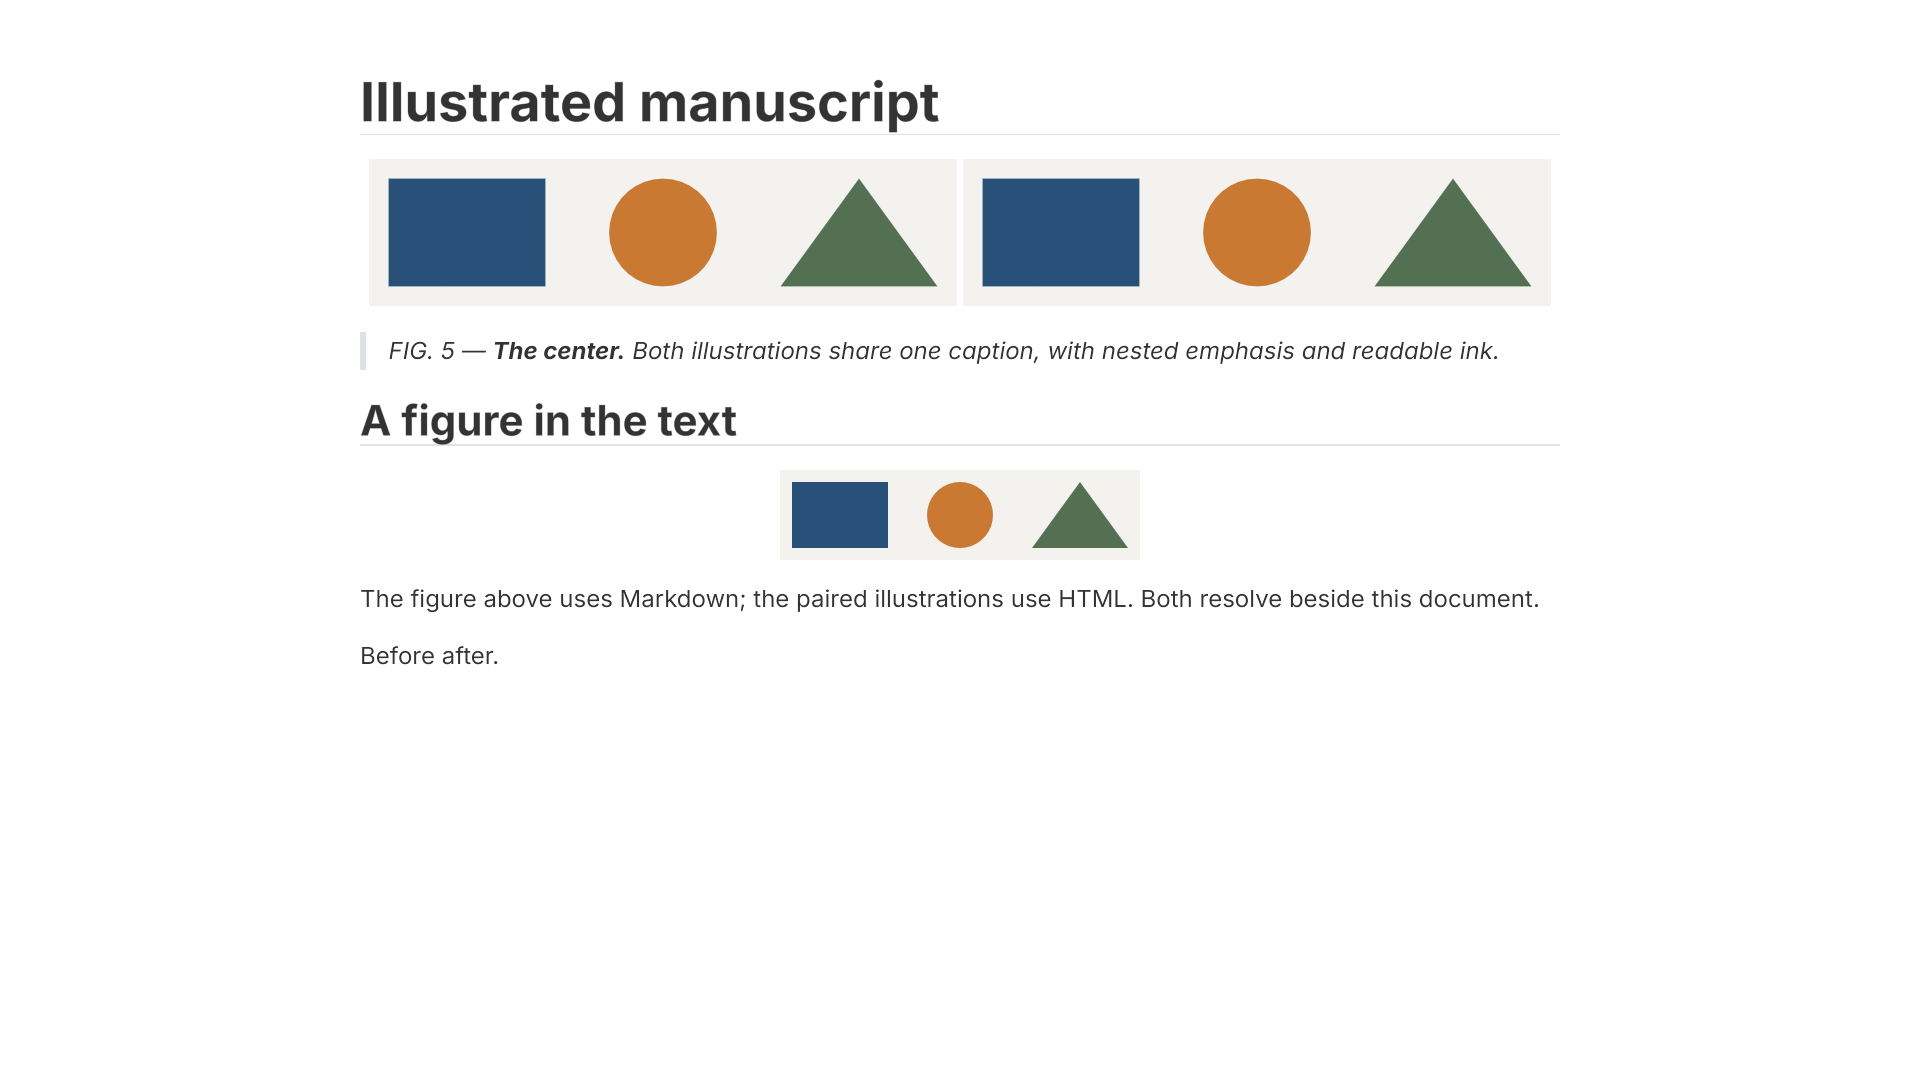 Illustrated manuscript
FIG. 5 — The center. Both illustrations share one caption, with nested emphasis and readable ink.
A figure in the text
The figure above uses Markdown; the paired illustrations use HTML. Both resolve beside this document.
Before after.